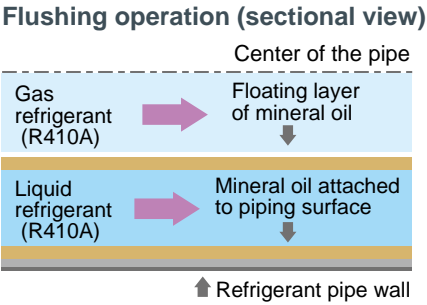 Flushing operation (sectional view)
Center of the pipe
Gas
refrigerant
(R410A)
Floating layer
of mineral oil
Liquid
refrigerant
(R410A)
Mineral oil attached
to piping surface
Refrigerant pipe wall